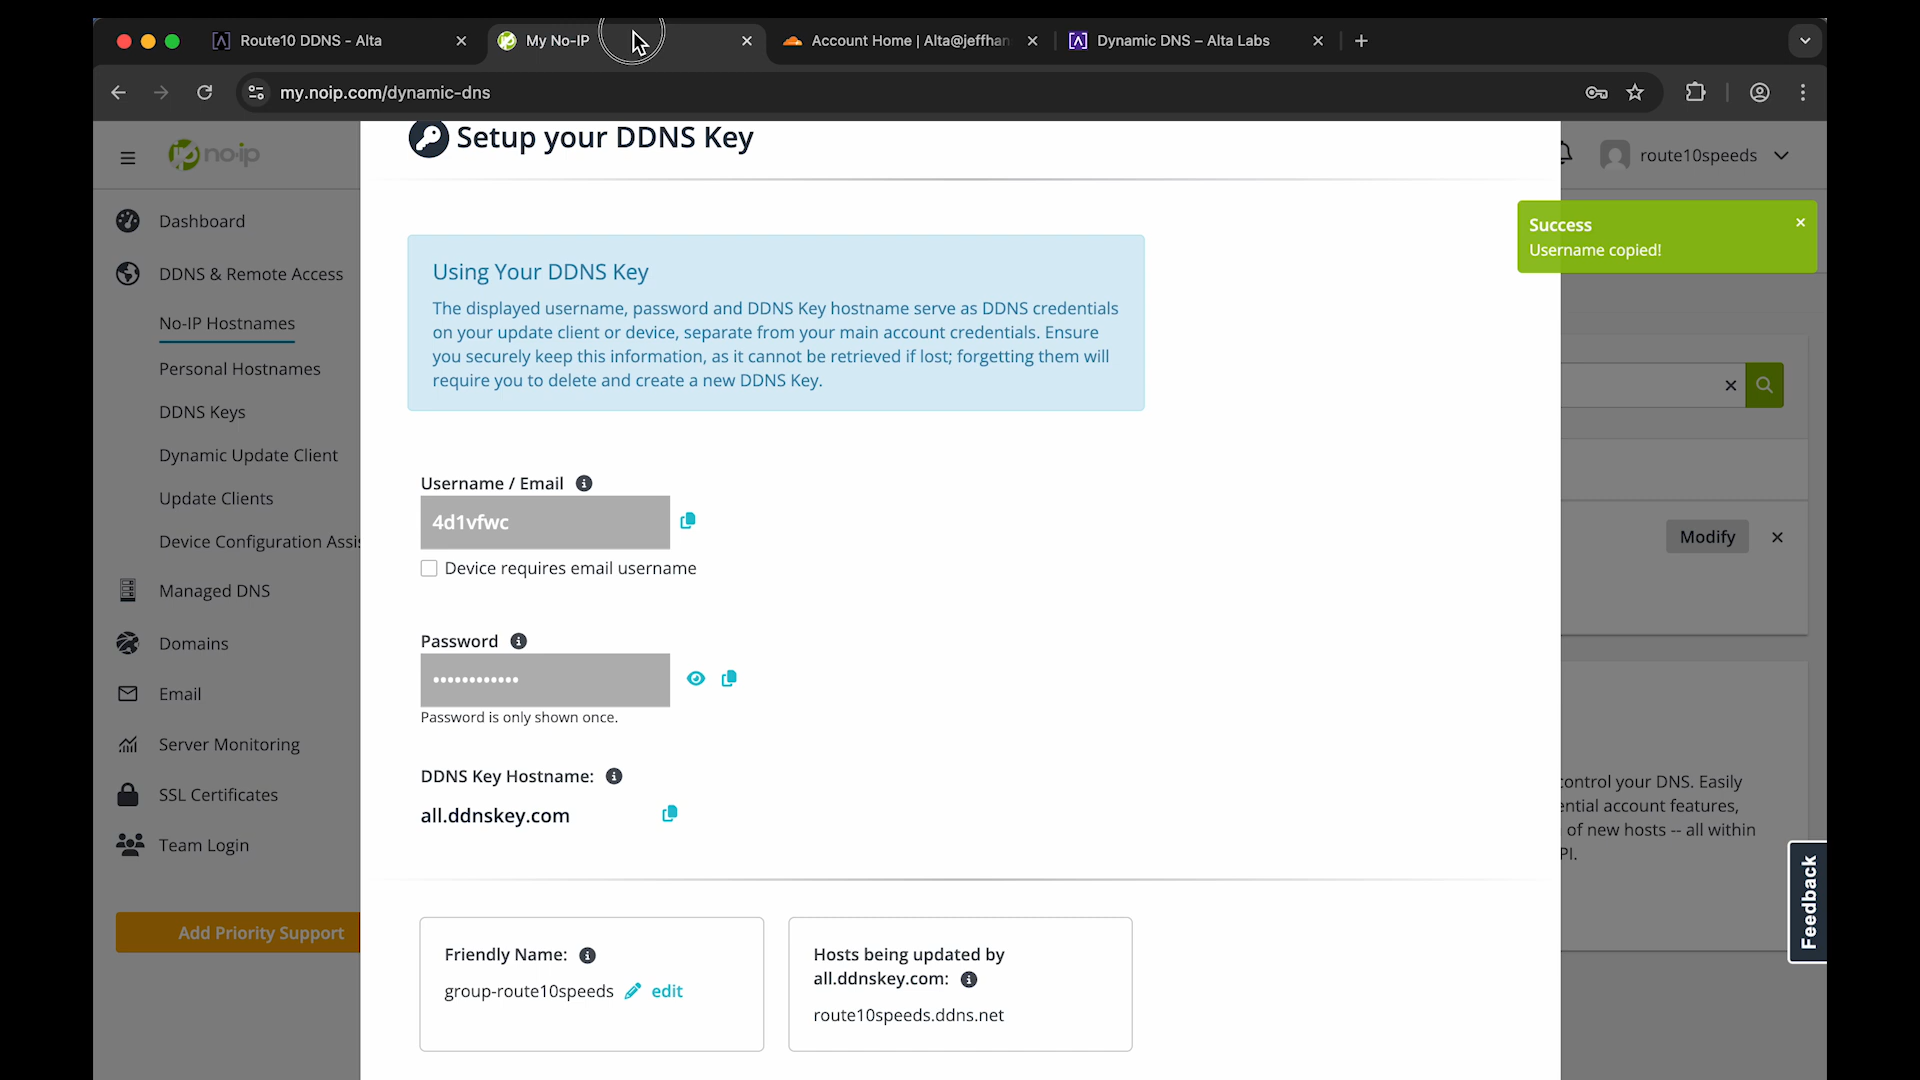 Route10 DDNS - Alta
My No-IP
Account Home | Alta@jeffhan
Dynamic DNS – Alta Labs
my.noip.com/dynamic-dns
Setup your DDNS Key
no-ip
route10speeds
Success
Username copied!
Dashboard
DDNS & Remote Access
No-IP Hostnames
Personal Hostnames
DDNS Keys
Dynamic Update Client
Update Clients
Device Configuration Assis
Managed DNS
Domains
Email
Server Monitoring
SSL Certificates
Team Login
Add Priority Support
Using Your DDNS Key
The displayed username, password and DDNS Key hostname serve as DDNS credentials
on your update client or device, separate from your main account credentials. Ensure
you securely keep this information, as it cannot be retrieved if lost; forgetting them will
require you to delete and create a new DDNS Key.
Username / Email
4d1vfwc
Device requires email username
Password
••••••••••••
Password is only shown once.
DDNS Key Hostname:
all.ddnskey.com
Friendly Name:
group-route10speeds edit
Hosts being updated by
all.ddnskey.com:
route10speeds.ddns.net
Modify
control your DNS. Easily
ential account features,
of new hosts -- all within
PI.
Feedback